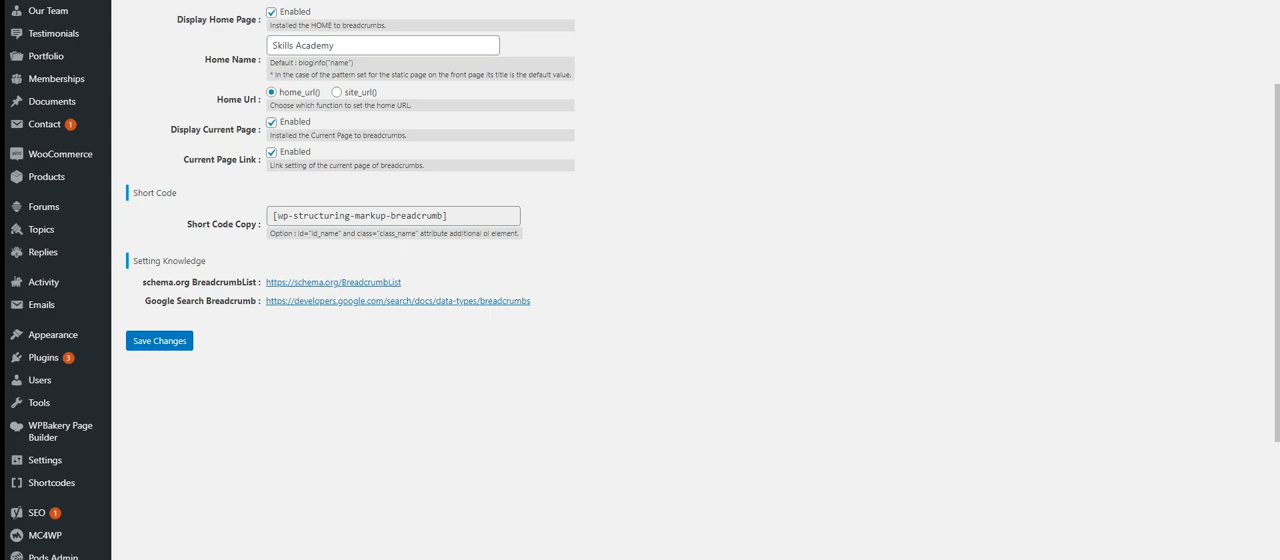 Our Team
Testimonials
Portfolio
Memberships
Documents
Contact 1
WooCommerce
Products
Forums
Topics
Replies
Activity
Emails
Appearance
Plugins 3
Users
Tools
WPBakery Page
Builder
Settings
Shortcodes
SEO 1
MC4WP
Pods Admin
Display Home Page : Enabled
Installed the HOME to breadcrumbs.
Home Name : Skills Academy
Default : bloginfo("name")
* In the case of the pattern set for the static page on the front page its title is the default value.
Home Url : home_url() site_url()
Choose which function to set the home URL.
Display Current Page : Enabled
Installed the Current Page to breadcrumbs.
Current Page Link : Enabled
Link setting of the current page of breadcrumbs.
Short Code
Short Code Copy : [wp-structuring-markup-breadcrumb]
Option : id="id_name" and class="class_name" attribute additional ol element.
Setting Knowledge
schema.org BreadcrumbList : https://schema.org/BreadcrumbList
Google Search Breadcrumb : https://developers.google.com/search/docs/data-types/breadcrumbs
Save Changes